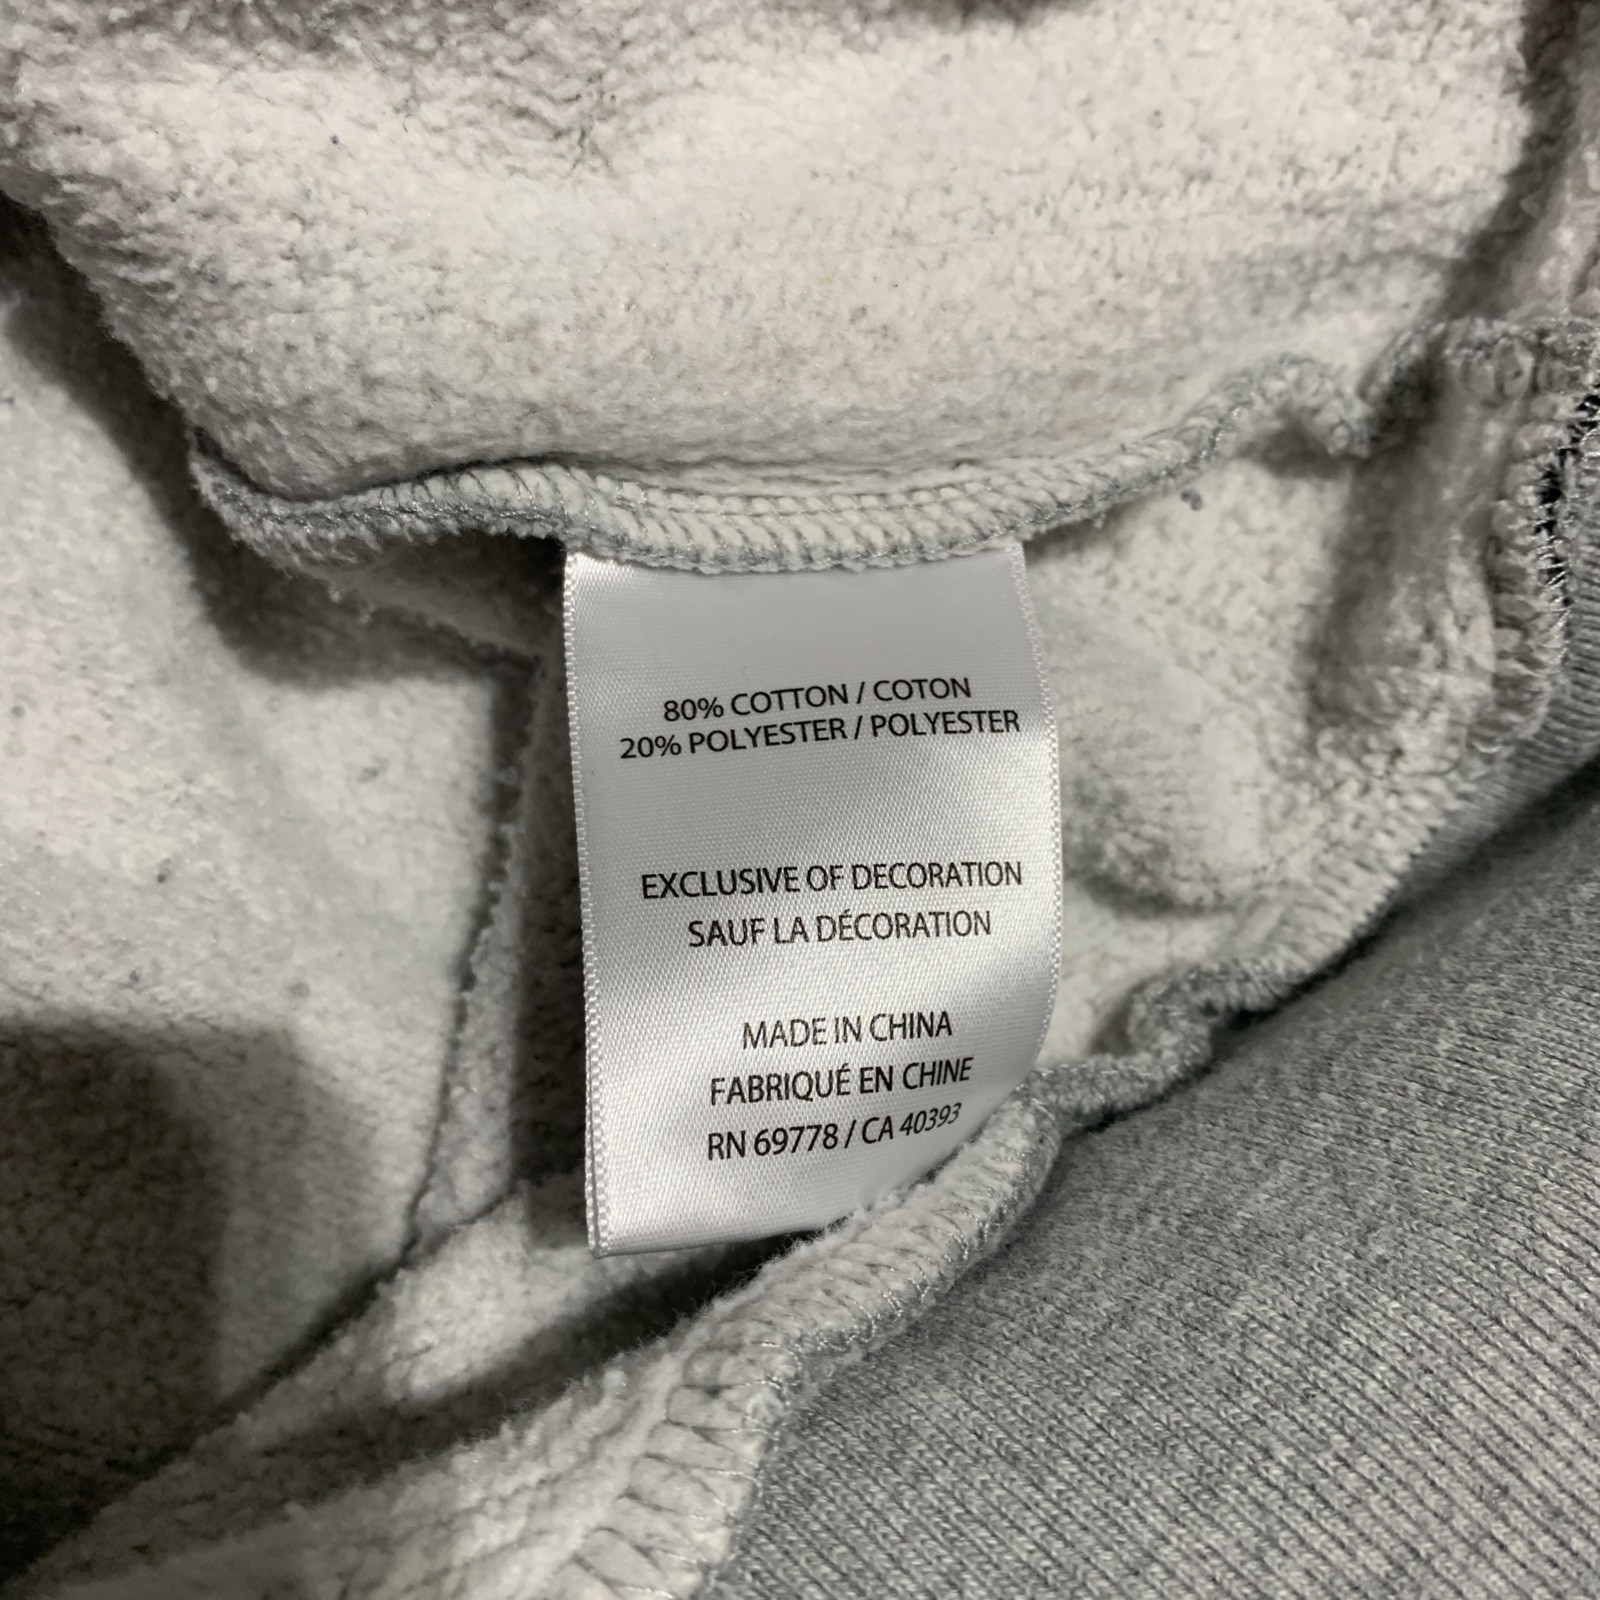 80% COTTON / COTON
20% POLYESTER / POLYESTER
EXCLUSIVE OF DECORATION
SAUF LA DÉCORATION
MADE IN CHINA
FABRIQUÉ EN CHINE
RN 69778 / CA 40393